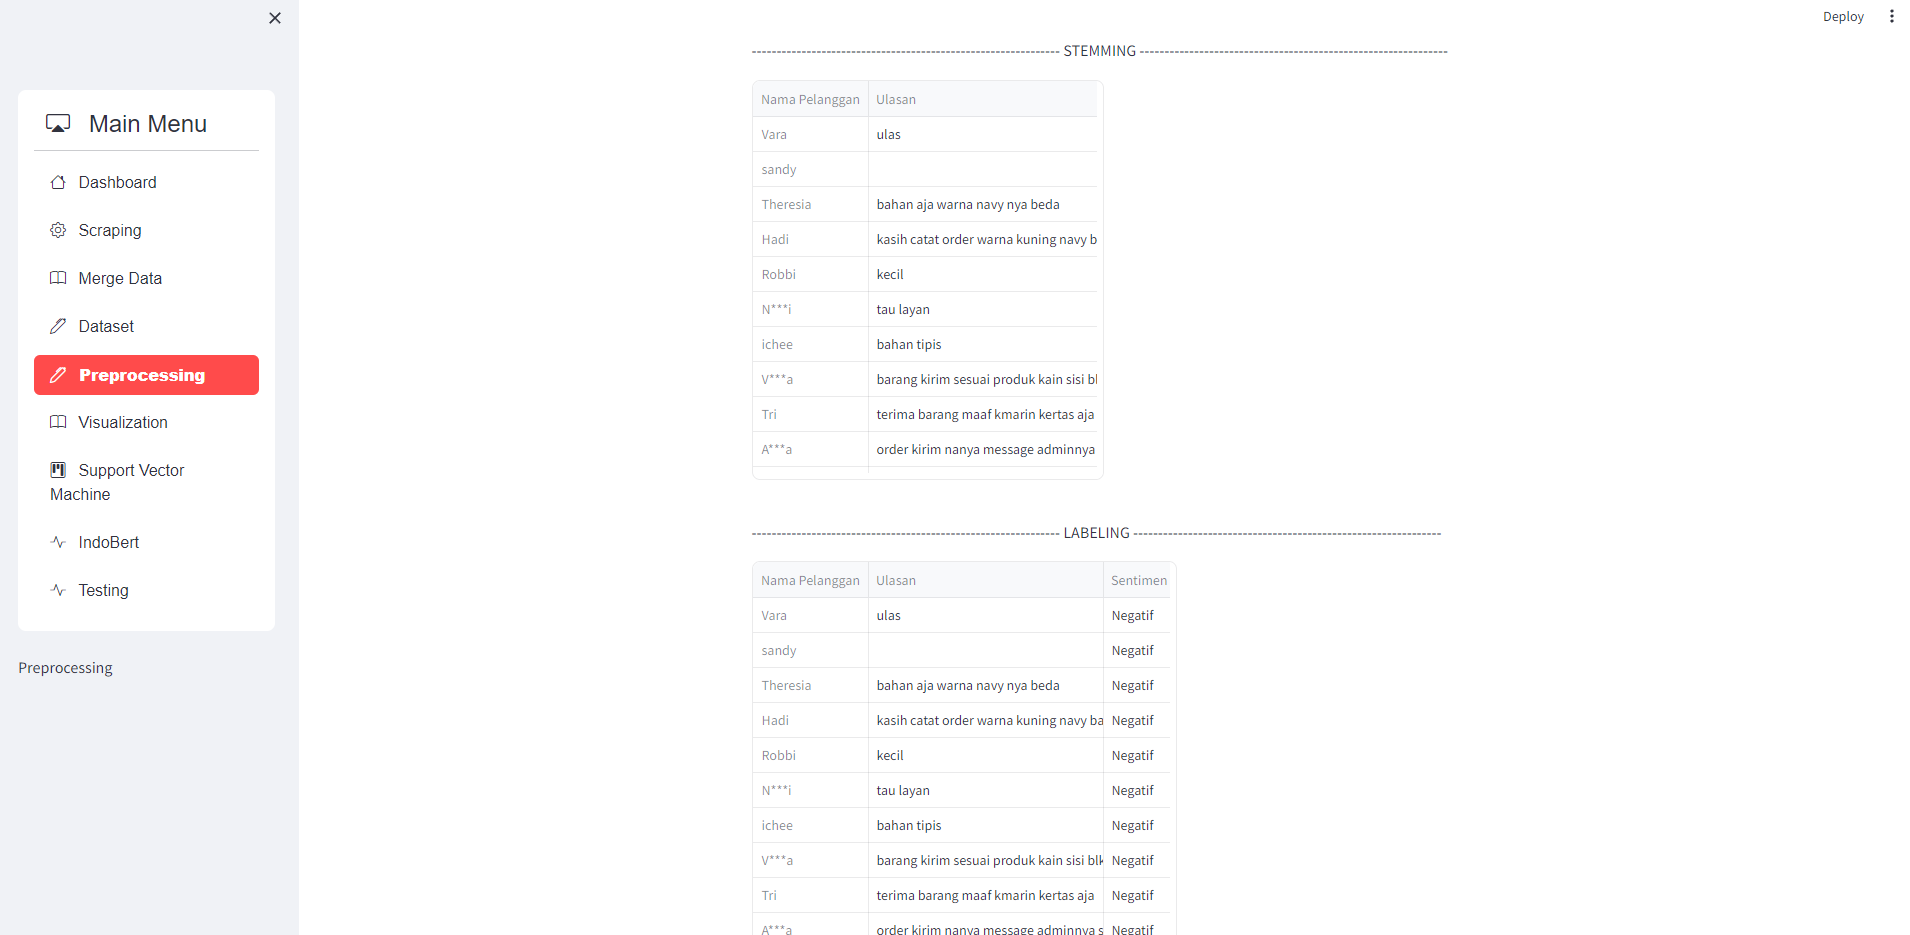 Deploy
Main Menu
Dashboard
Scraping
Merge Data
Dataset
Preprocessing
Visualization
Support Vector
Machine
IndoBert
Testing
Preprocessing
-------------------------------------------------------------- STEMMING --------------------------------------------------------------
Nama Pelanggan Ulasan
Vara ulas
sandy
Theresia bahan aja warna navy nya beda
Hadi kasih catat order warna kuning navy b
Robbi kecil
N***i tau layan
ichee bahan tipis
V***a barang kirim sesuai produk kain sisi bl
Tri terima barang maaf kmarin kertas aja
A***a order kirim nanya message adminnya
-------------------------------------------------------------- LABELING --------------------------------------------------------------
Nama Pelanggan Ulasan Sentimen
Vara ulas Negatif
sandy Negatif
Theresia bahan aja warna navy nya beda Negatif
Hadi kasih catat order warna kuning navy ba Negatif
Robbi kecil Negatif
N***i tau layan Negatif
ichee bahan tipis Negatif
V***a barang kirim sesuai produk kain sisi blk Negatif
Tri terima barang maaf kmarin kertas aja Negatif
A***a order kirim nanya message adminnya s Negatif